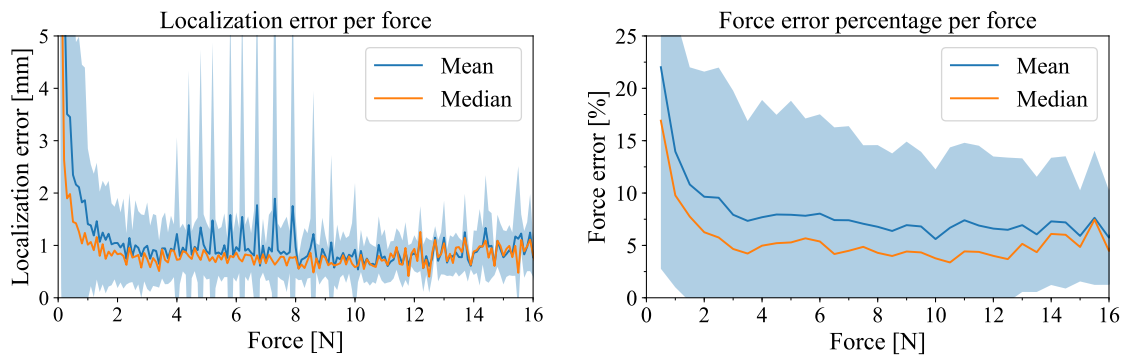 Localization error per force
Localization error [mm]
5
4
3
2
1
0
Mean
Median
0 2 4 6 8 10 12 14 16
Force [N]
Force error percentage per force
Force error [%]
25
20
15
10
5
0
Mean
Median
0 2 4 6 8 10 12 14 16
Force [N]